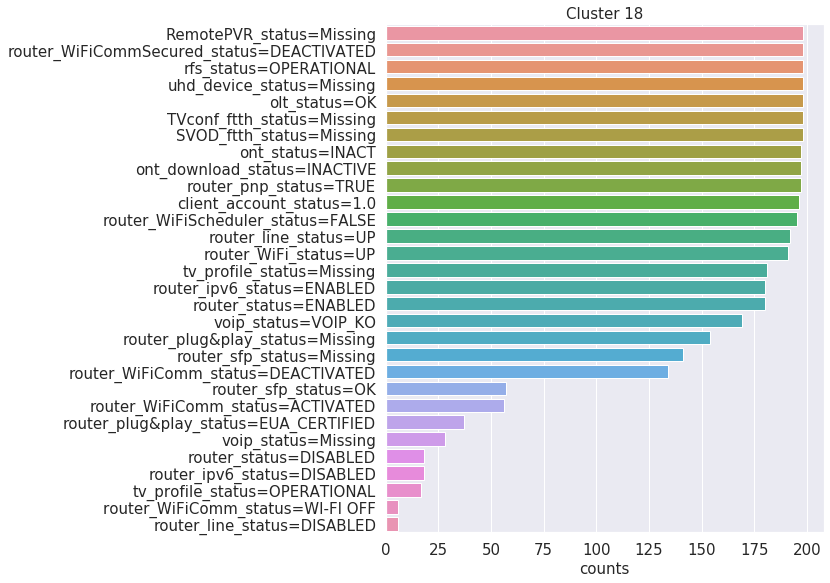 Cluster 18
RemotePVR_status=Missing
router_WiFiCommSecured_status=DEACTIVATED
rfs_status=OPERATIONAL
uhd_device_status=Missing
olt_status=OK
TVconf_ftth_status=Missing
SVOD_ftth_status=Missing
ont_status=INACT
ont_download_status=INACTIVE
router_pnp_status=TRUE
client_account_status=1.0
router_WiFiScheduler_status=FALSE
router_line_status=UP
router_WiFi_status=UP
tv_profile_status=Missing
router_ipv6_status=ENABLED
router_status=ENABLED
voip_status=VOIP_KO
router_plug&play_status=Missing
router_sfp_status=Missing
router_WiFiComm_status=DEACTIVATED
router_sfp_status=OK
router_WiFiComm_status=ACTIVATED
router_plug&play_status=EUA_CERTIFIED
voip_status=Missing
router_status=DISABLED
router_ipv6_status=DISABLED
tv_profile_status=OPERATIONAL
router_WiFiComm_status=WI-FI OFF
router_line_status=DISABLED
0 25 50 75 100 125 150 175 200
counts